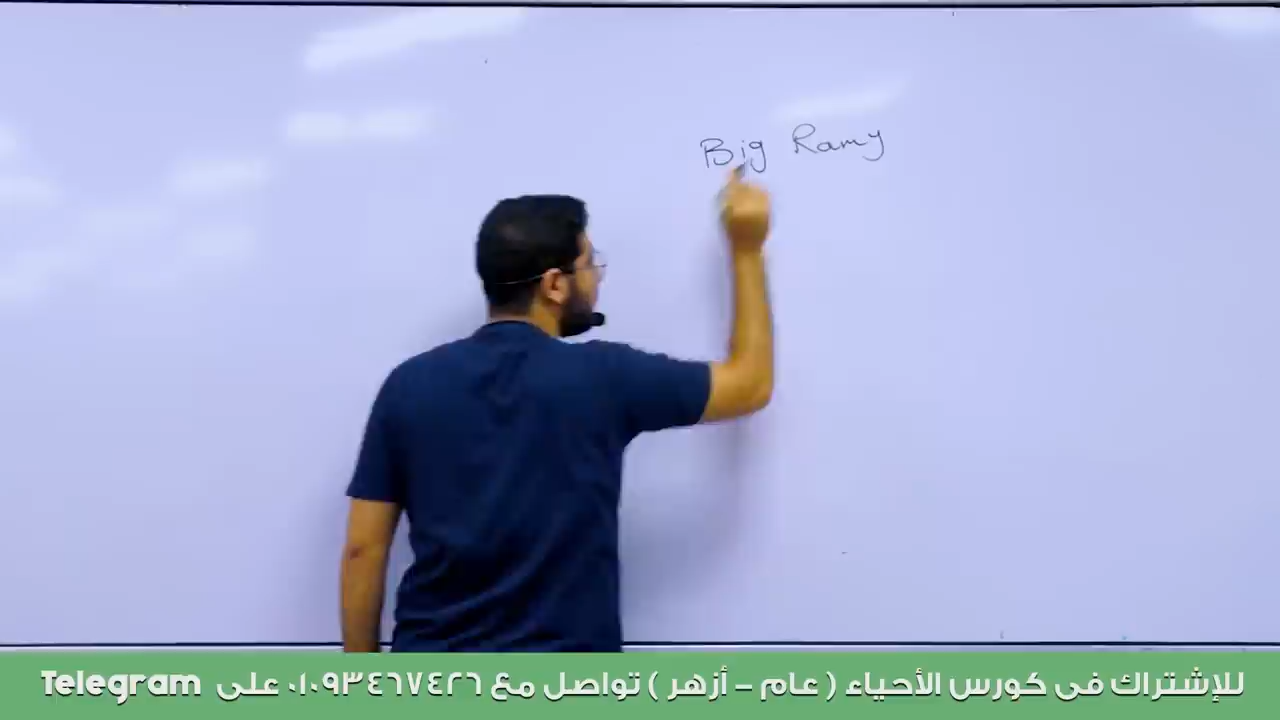 Big Ramy
للإشتراك فى كورس الأحياء ( عام - أزهر ) تواصل مع ٠١٠٩٣٤٦٧٤٢٦ على Telegram